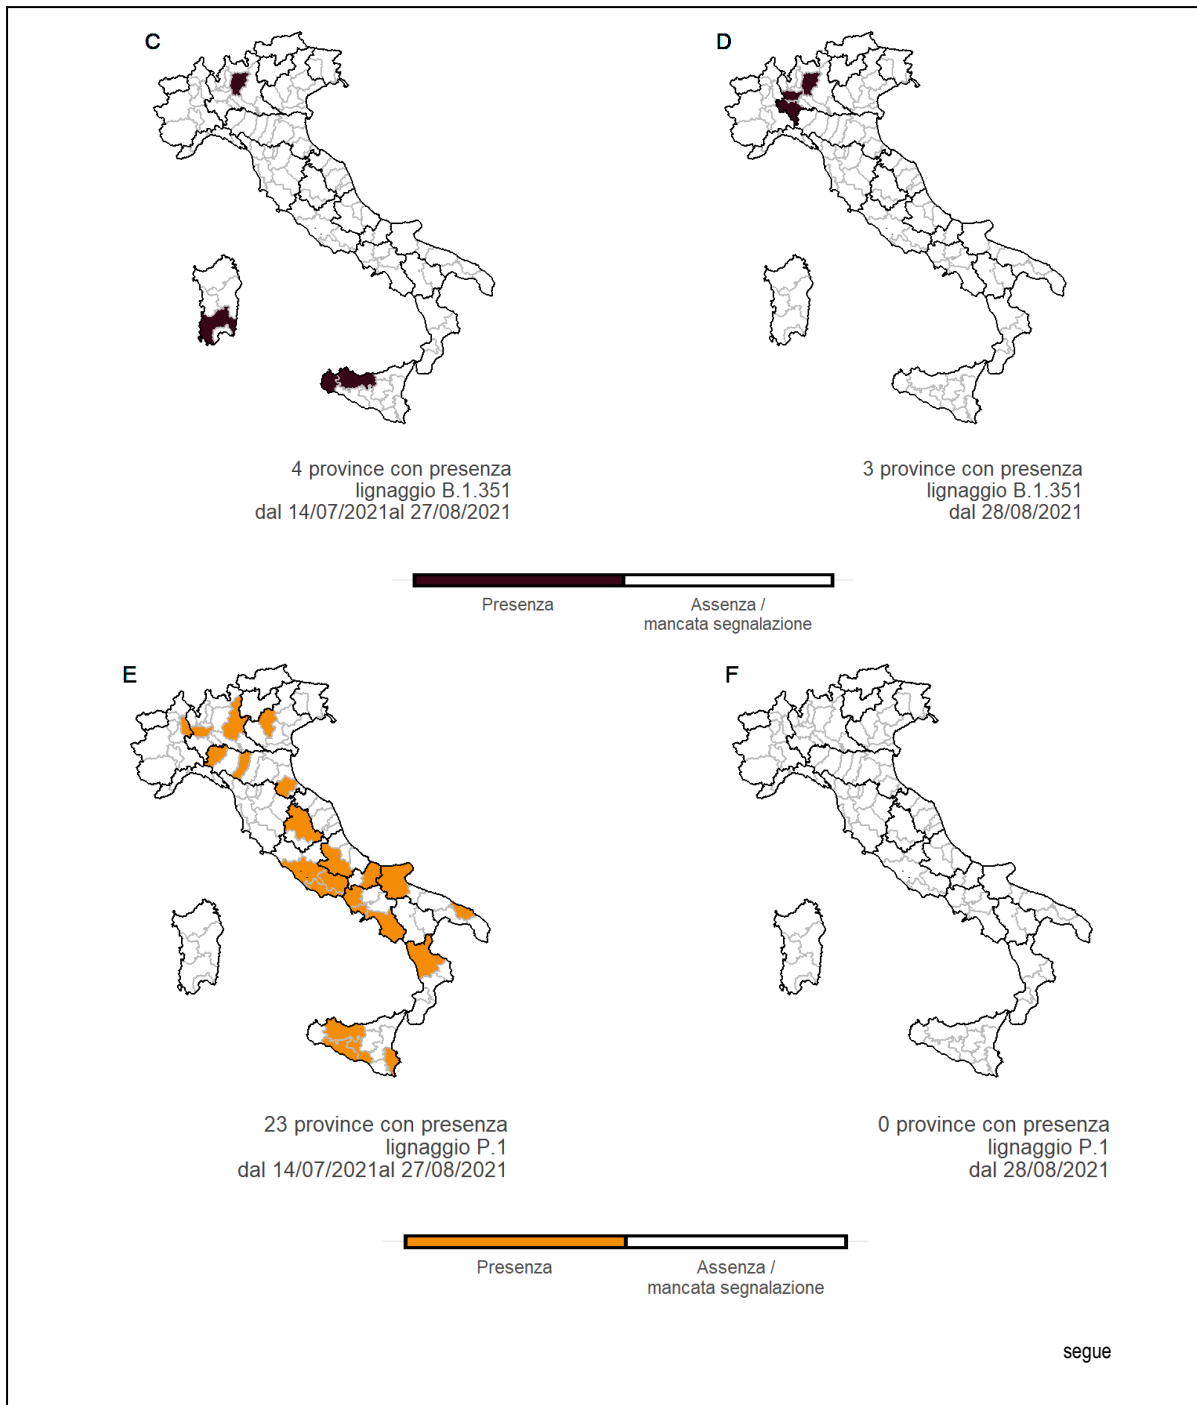 C
D
4 province con presenza
lignaggio B.1.351
dal 14/07/2021al 27/08/2021
3 province con presenza
lignaggio B.1.351
dal 28/08/2021
Presenza
Assenza /
mancata segnalazione
E
F
23 province con presenza
lignaggio P.1
dal 14/07/2021al 27/08/2021
0 province con presenza
lignaggio P.1
dal 28/08/2021
Presenza
Assenza /
mancata segnalazione
segue